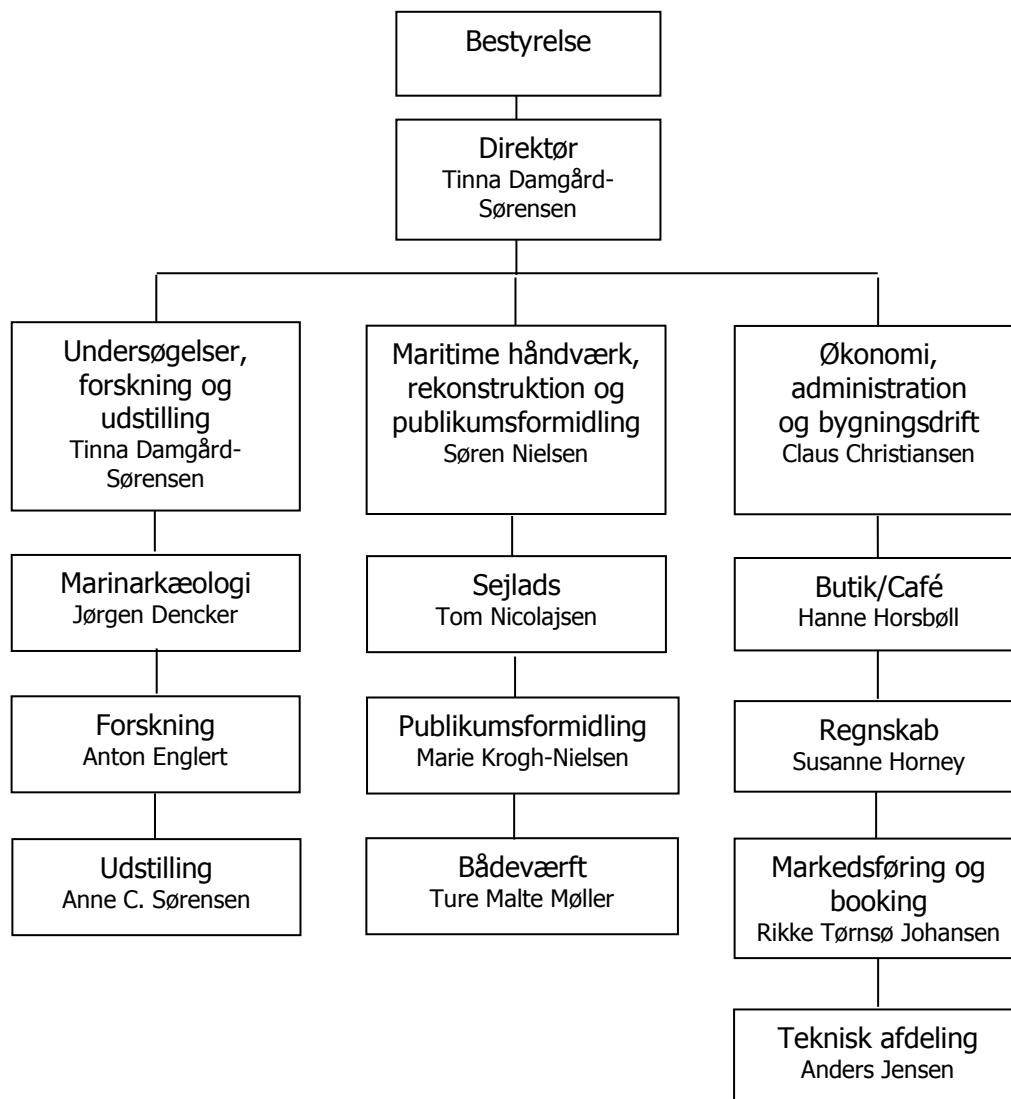 Bestyrelse
Direktør
Tinna Damgård-
Sørensen
Undersøgelser,
forskning og
udstilling
Tinna Damgård-
Sørensen
Maritime håndværk,
rekonstruktion og
publikumsformidling
Søren Nielsen
Økonomi,
administration
og bygningsdrift
Claus Christiansen
Marinarkæologi
Jørgen Dencker
Sejlads
Tom Nicolajsen
Butik/Café
Hanne Horsbøll
Forskning
Anton Englert
Publikumsformidling
Marie Krogh-Nielsen
Regnskab
Susanne Horney
Udstilling
Anne C. Sørensen
Bådeværft
Ture Malte Møller
Markedsføring og
booking
Rikke Tørnsø Johansen
Teknisk afdeling
Anders Jensen